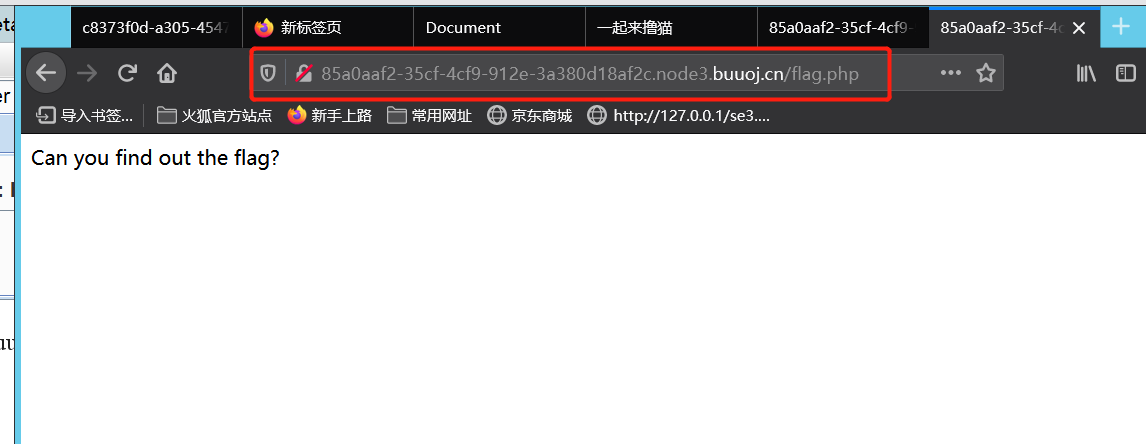 c8373f0d-a305-4547
新标签页
Document
一起来撸猫
85a0aaf2-35cf-4cf9-
85a0aaf2-35cf-4c
85a0aaf2-35cf-4cf9-912e-3a380d18af2c.node3.buuoj.cn/flag.php
导入书签...
火狐官方站点
新手上路
常用网址
京东商城
http://127.0.0.1/se3....
Can you find out the flag?